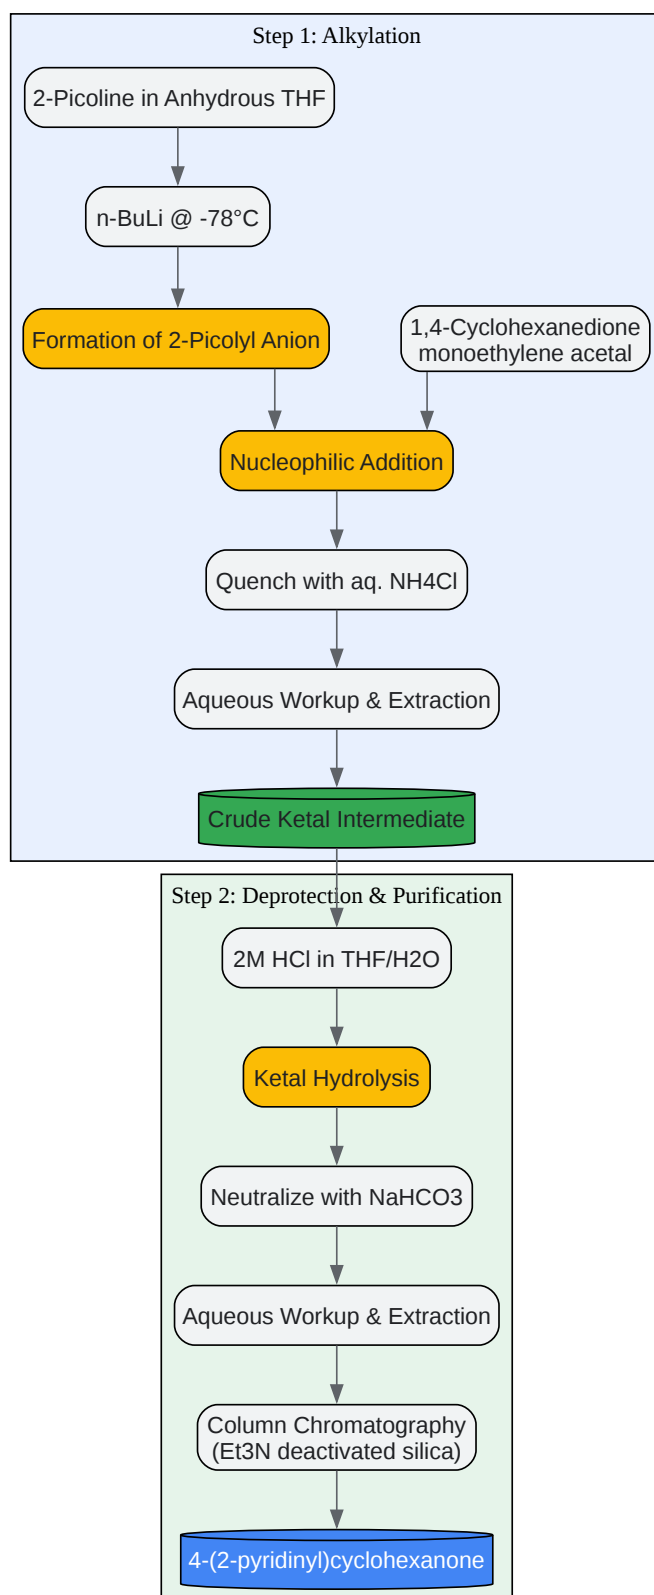 Step 1: Alkylation
2-Picoline in Anhydrous THF
n-BuLi @ -78°C
Formation of 2-Picolyl Anion
1,4-Cyclohexanedione
monoethylene acetal
Nucleophilic Addition
Quench with aq. NH4Cl
Aqueous Workup & Extraction
Crude Ketal Intermediate
Step 2: Deprotection & Purification
2M HCl in THF/H2O
Ketal Hydrolysis
Neutralize with NaHCO3
Aqueous Workup & Extraction
Column Chromatography
(Et3N deactivated silica)
4-(2-pyridinyl)cyclohexanone